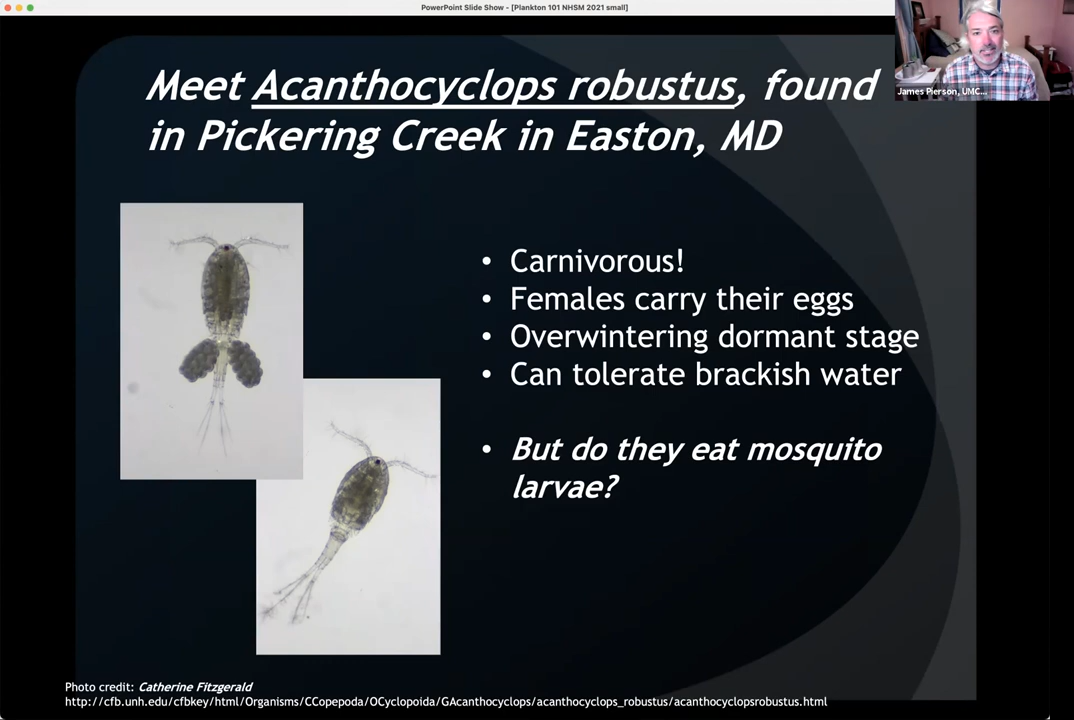 PowerPoint Slide Show - [Plankton 101 NHSM 2021 small]
James Pierson, UMC...
Meet Acanthocyclops robustus, found
in Pickering Creek in Easton, MD
• Carnivorous!
• Females carry their eggs
• Overwintering dormant stage
• Can tolerate brackish water
• But do they eat mosquito
larvae?
Photo credit: Catherine Fitzgerald
http://cfb.unh.edu/cfbkey/html/Organisms/CCopepoda/OCyclopoida/GAcanthocyclops/acanthocyclops_robustus/acanthocyclopsrobustus.html